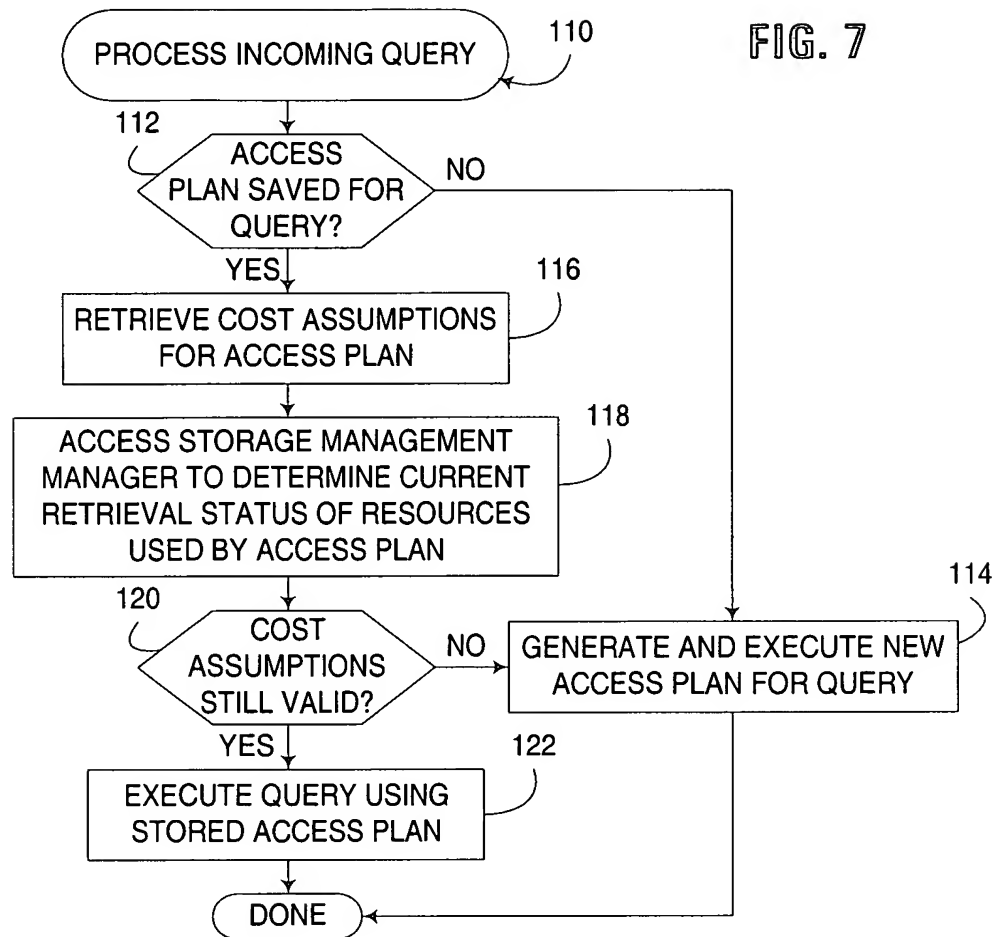 FIG. 7
PROCESS INCOMING QUERY
110
112
ACCESS
PLAN SAVED FOR
QUERY?
NO
YES
116
RETRIEVE COST ASSUMPTIONS
FOR ACCESS PLAN
118
ACCESS STORAGE MANAGEMENT
MANAGER TO DETERMINE CURRENT
RETRIEVAL STATUS OF RESOURCES
USED BY ACCESS PLAN
120
COST
ASSUMPTIONS
STILL VALID?
NO
114
GENERATE AND EXECUTE NEW
ACCESS PLAN FOR QUERY
YES
122
EXECUTE QUERY USING
STORED ACCESS PLAN
DONE